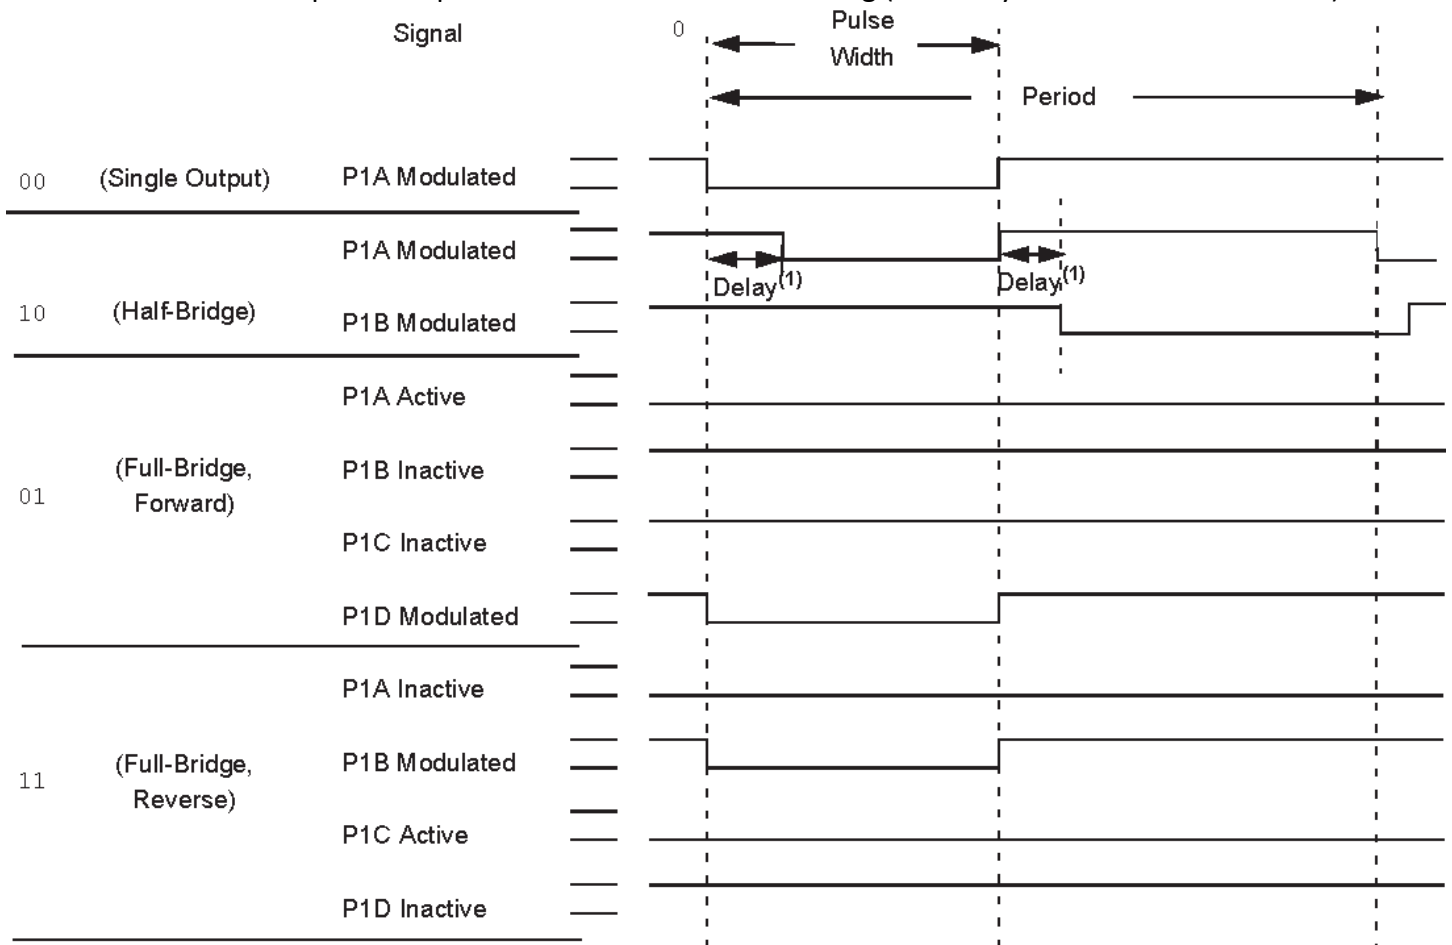 Signal
0
Pulse
Width
Period
00 (Single Output) P1A Modulated
P1A Modulated
Delay(1) Delay(1)
10 (Half-Bridge) P1B Modulated
P1A Active
(Full-Bridge,
P1B Inactive
01 Forward)
P1C Inactive
P1D Modulated
P1A Inactive
(Full-Bridge,
P1B Modulated
11 Reverse)
P1C Active
P1D Inactive